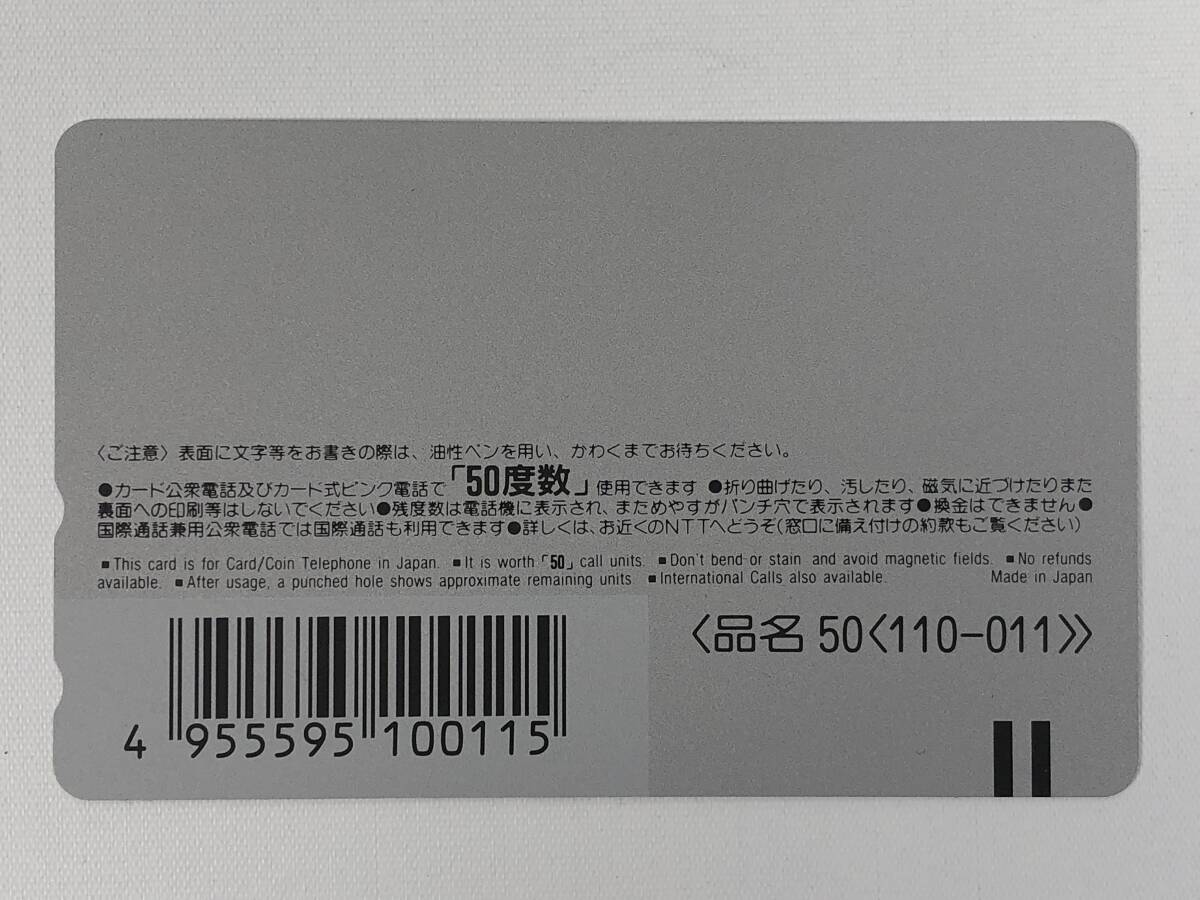 〈ご注意〉表面に文字等をお書きの際は、油性ペンを用い、かわくまでお待ちください。
●カード公衆電話及びカード式ピンク電話で「50度数」使用できます ●折り曲げたり、汚したり、磁気に近づけたりまた
裏面への印刷等はしないでください●残度数は電話機に表示され、まためやすがパンチ穴で表示されます●換金はできません●
国際通話兼用公衆電話では国際通話も利用できます●詳しくは、お近くのNTTへどうぞ(窓口に備え付けの約款もご覧ください)
■This card is for Card/Coin Telephone in Japan. ■It is worth「50」call units. ■Don't bend or stain and avoid magnetic fields. ■No refunds
available. ■After usage, a punched hole shows approximate remaining units ■International Calls also available. Made in Japan
〈品名 50〈110-011〉〉
4 955595 100115